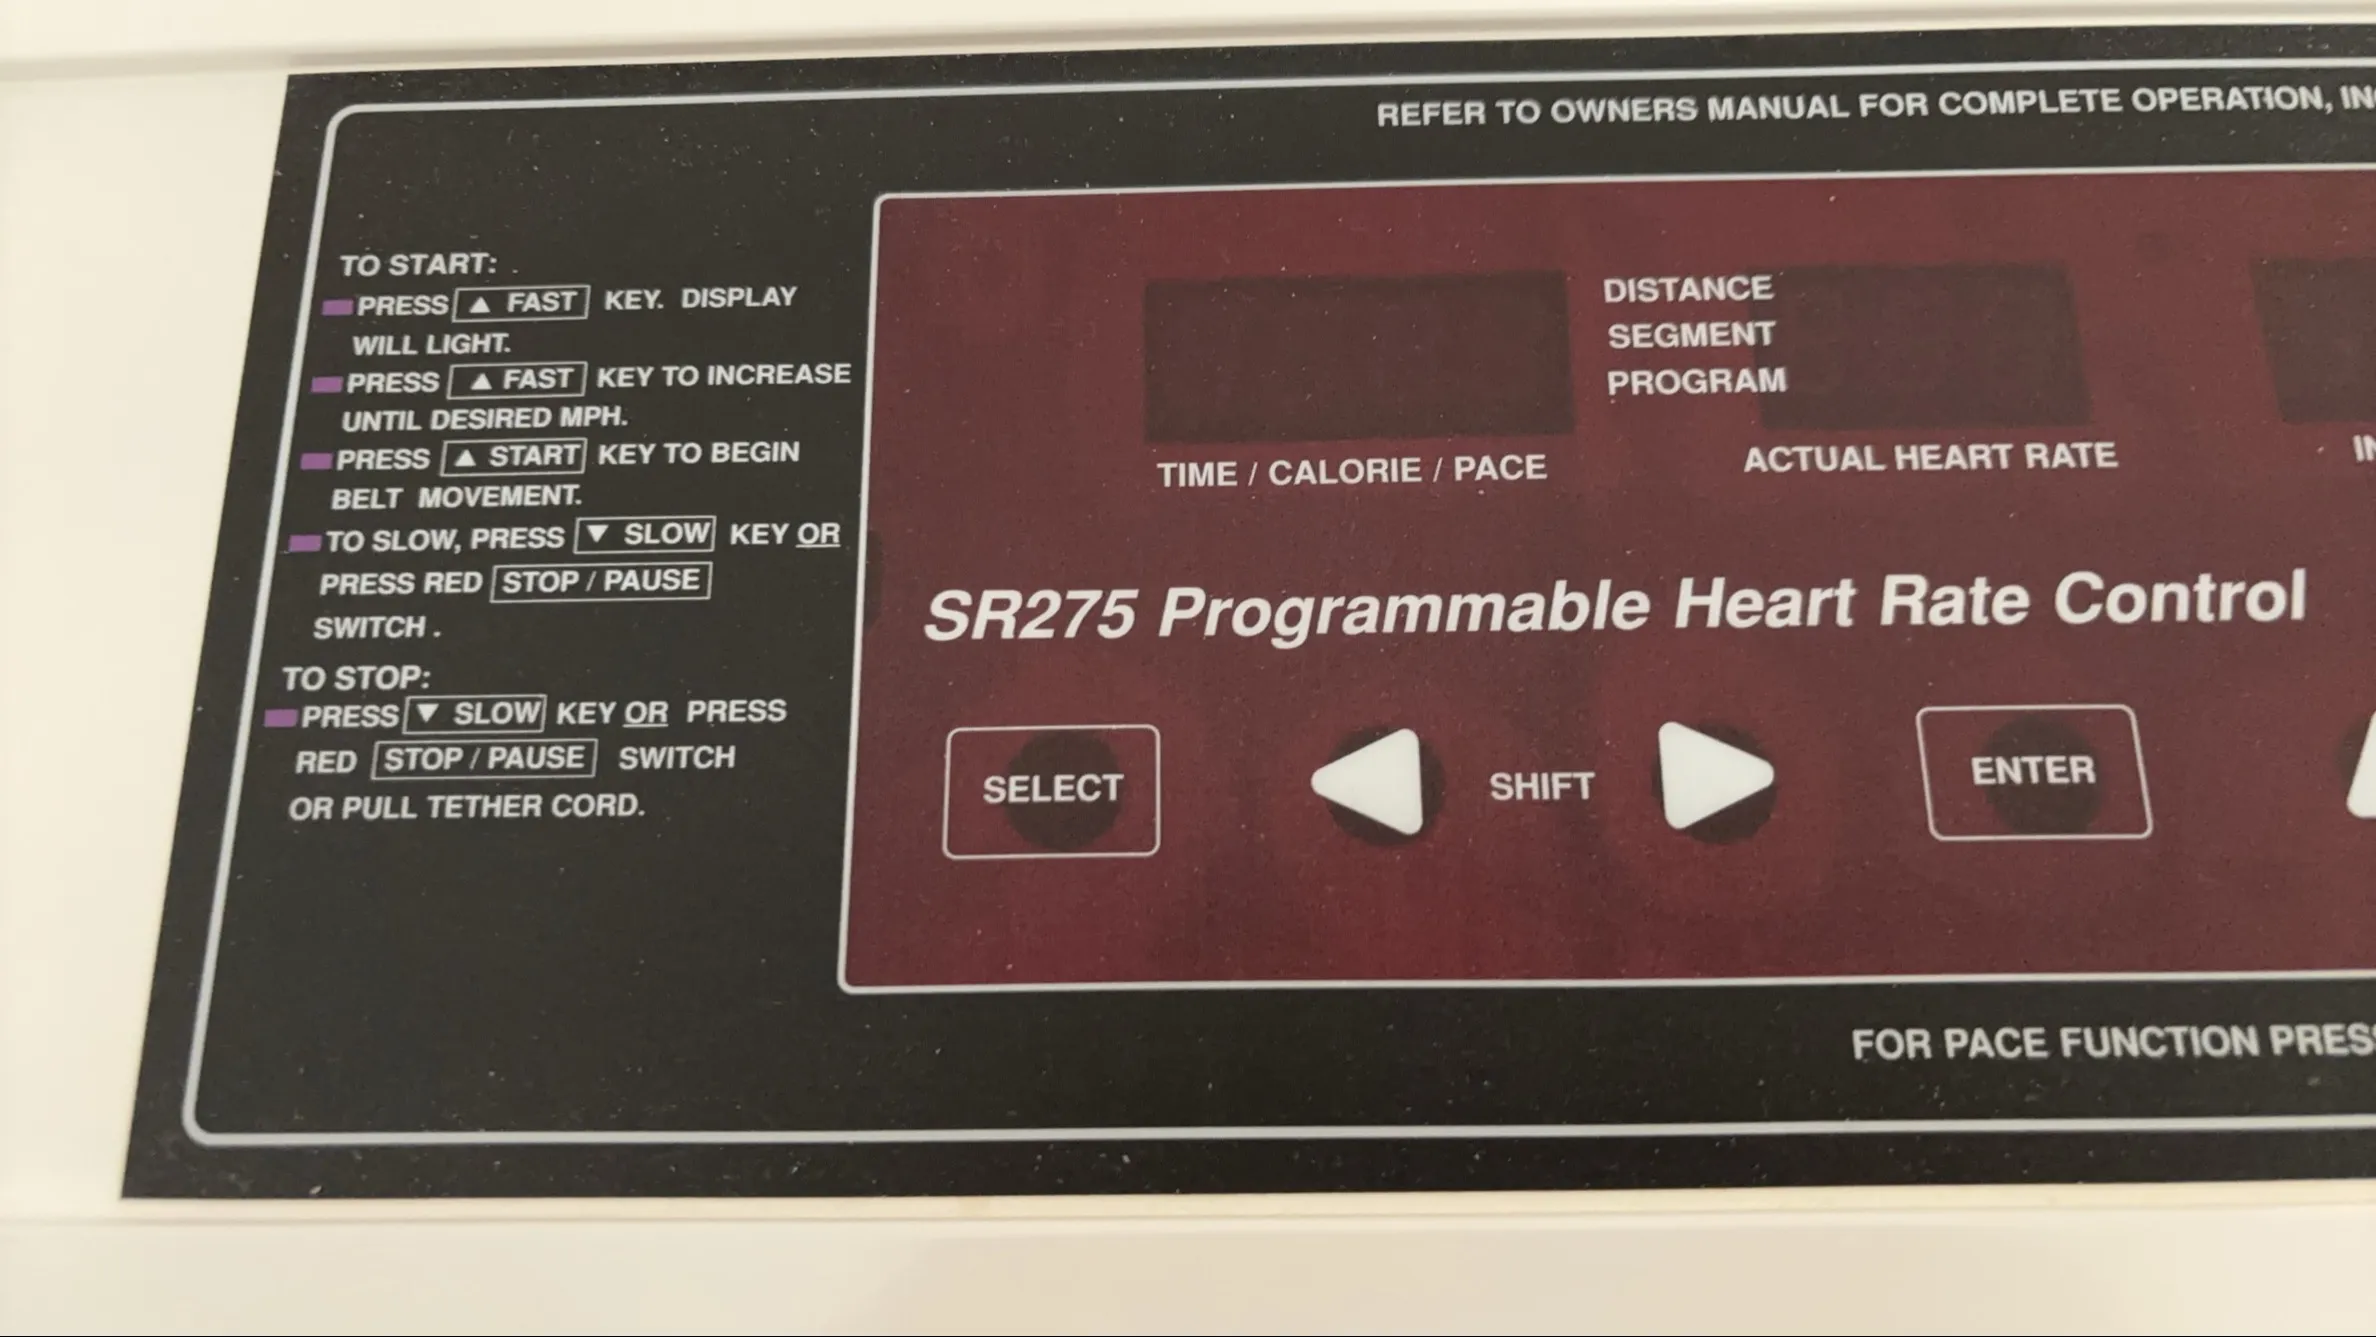 REFER TO OWNERS MANUAL FOR COMPLETE OPERATION,
TO START:
PRESS ▲ FAST KEY. DISPLAY
WILL LIGHT.
PRESS ▲ FAST KEY TO INCREASE
UNTIL DESIRED MPH.
PRESS ▲ START KEY TO BEGIN
BELT MOVEMENT.
TO SLOW, PRESS ▼ SLOW KEY OR
PRESS RED STOP / PAUSE
SWITCH .
TO STOP:
PRESS ▼ SLOW KEY OR PRESS
RED STOP / PAUSE SWITCH
OR PULL TETHER CORD.
DISTANCE
SEGMENT
PROGRAM
TIME / CALORIE / PACE
ACTUAL HEART RATE
SR275 Programmable Heart Rate Control
SELECT
SHIFT
ENTER
FOR PACE FUNCTION PRESS